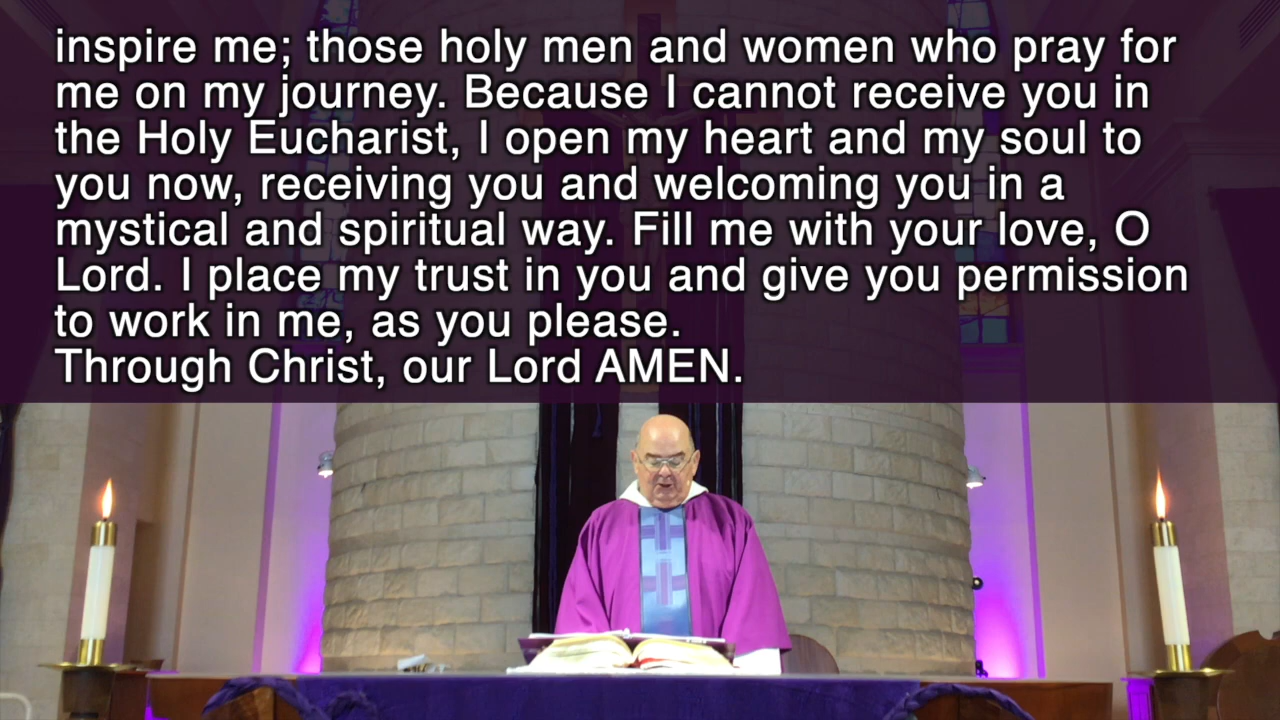 inspire me; those holy men and women who pray for
me on my journey. Because I cannot receive you in
the Holy Eucharist, I open my heart and my soul to
you now, receiving you and welcoming you in a
mystical and spiritual way. Fill me with your love, O
Lord. I place my trust in you and give you permission
to work in me, as you please.
Through Christ, our Lord AMEN.